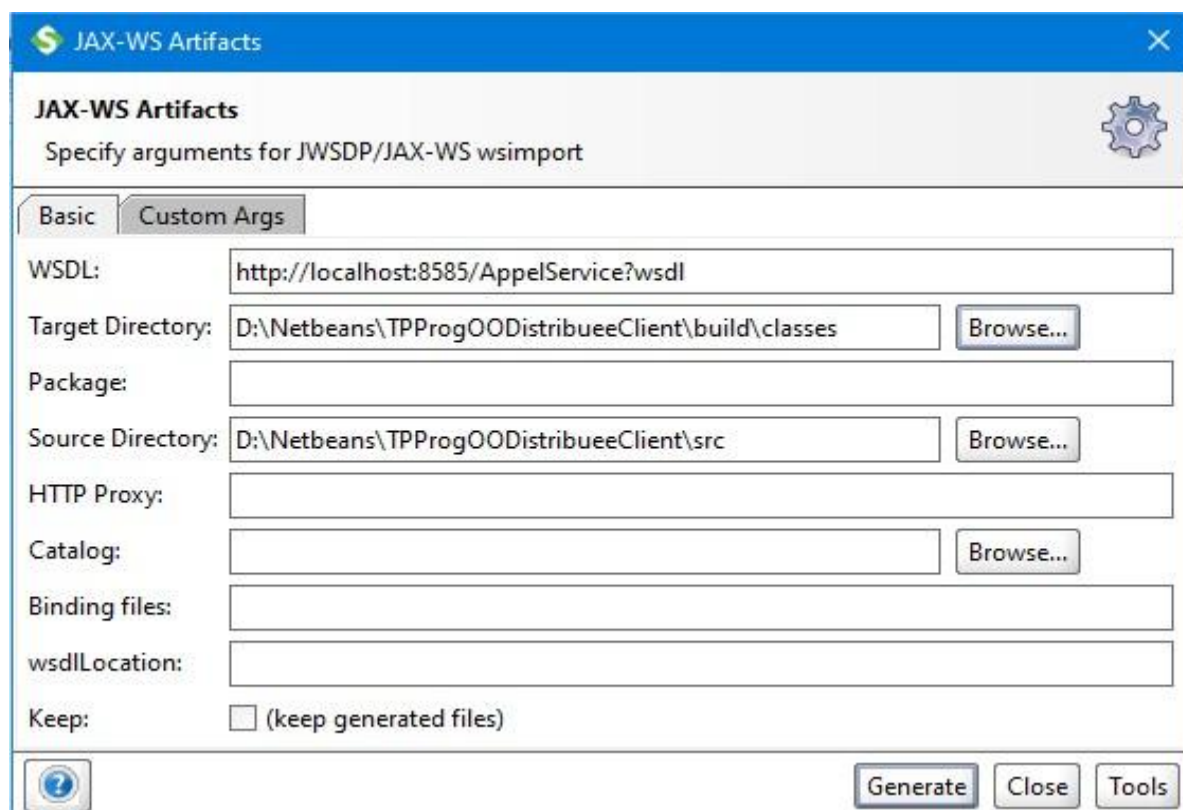 JAX-WS Artifacts
JAX-WS Artifacts
Specify arguments for JWSDP/JAX-WS wsimport
Basic Custom Args
WSDL: http://localhost:8585/AppelService?wsdl
Target Directory: D:\Netbeans\TPProgOODistribueeClient\build\classes Browse...
Package:
Source Directory: D:\Netbeans\TPProgOODistribueeClient\src Browse...
HTTP Proxy:
Catalog: Browse...
Binding files:
wsdlLocation:
Keep: (keep generated files)
Generate Close Tools